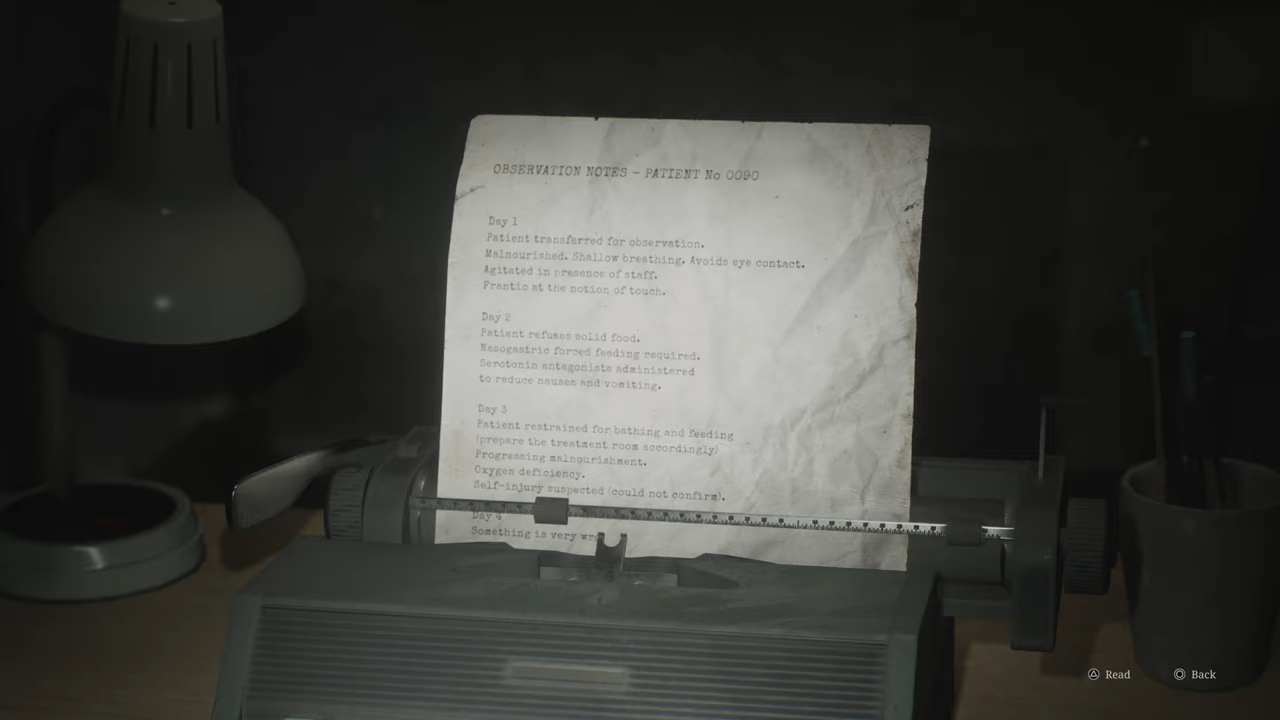 OBSERVATION NOTES - PATIENT No 0090
Day 1
Patient transferred for observation.
Malnourished. Shallow breathing. Avoids eye contact.
Agitated in presence of staff.
Frantic at the notion of touch.
Day 2
Patient refuses solid food.
Nasogastric forced feeding required.
Serotonin antagonists administered
to reduce nausea and vomiting.
Day 3
Patient restrained for bathing and feeding
(prepare the treatment room accordingly)
Progressing malnourishment.
Oxygen deficiency.
Self-injury suspected (could not confirm).
Day 4
Something is very
Read
Back